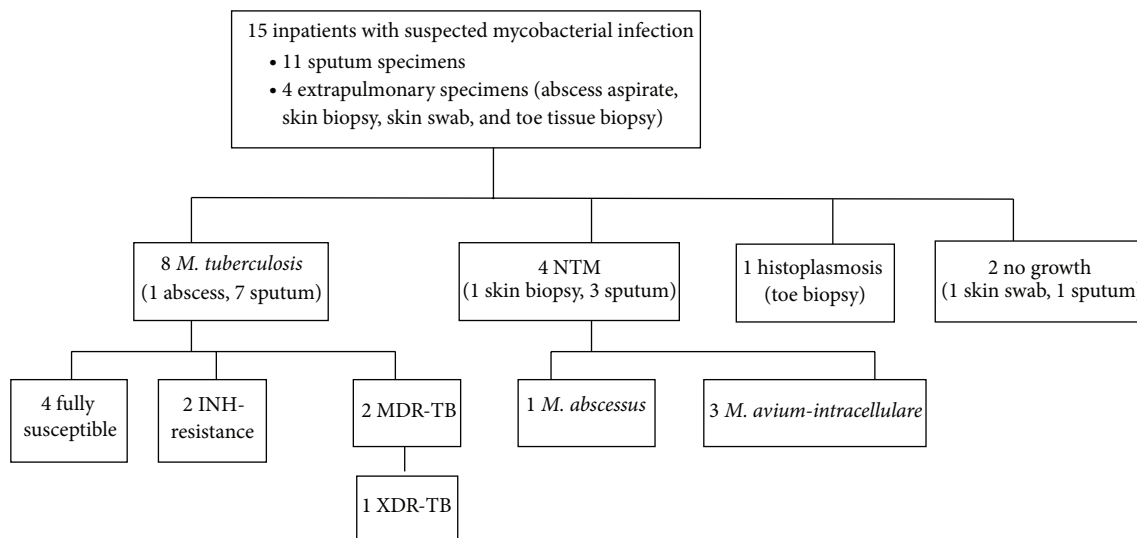 15 inpatients with suspected mycobacterial infection
• 11 sputum specimens
• 4 extrapulmonary specimens (abscess aspirate,
skin biopsy, skin swab, and toe tissue biopsy)
8 M. tuberculosis
(1 abscess, 7 sputum)
4 NTM
(1 skin biopsy, 3 sputum)
1 histoplasmosis
(toe biopsy)
2 no growth
(1 skin swab, 1 sputum)
4 fully
susceptible
2 INH-
resistance
2 MDR-TB
1 M. abscessus
3 M. avium-intracellulare
1 XDR-TB